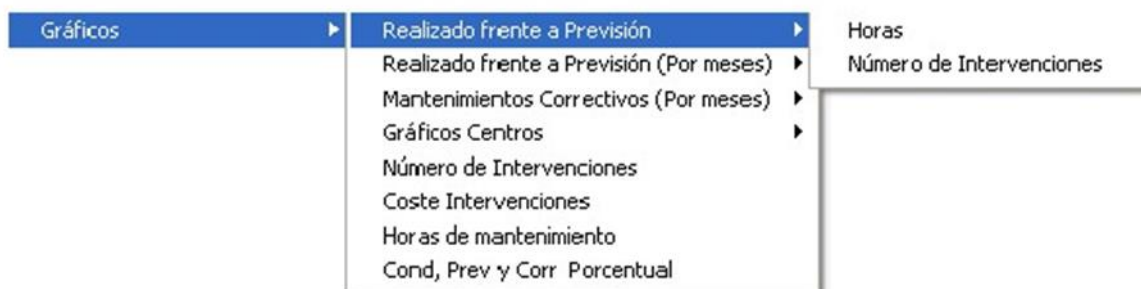 Gráficos
Realizado frente a Previsión
Realizado frente a Previsión (Por meses)
Mantenimientos Correctivos (Por meses)
Gráficos Centros
Número de Intervenciones
Coste Intervenciones
Horas de mantenimiento
Cond, Prev y Corr Porcentual
Horas
Número de Intervenciones